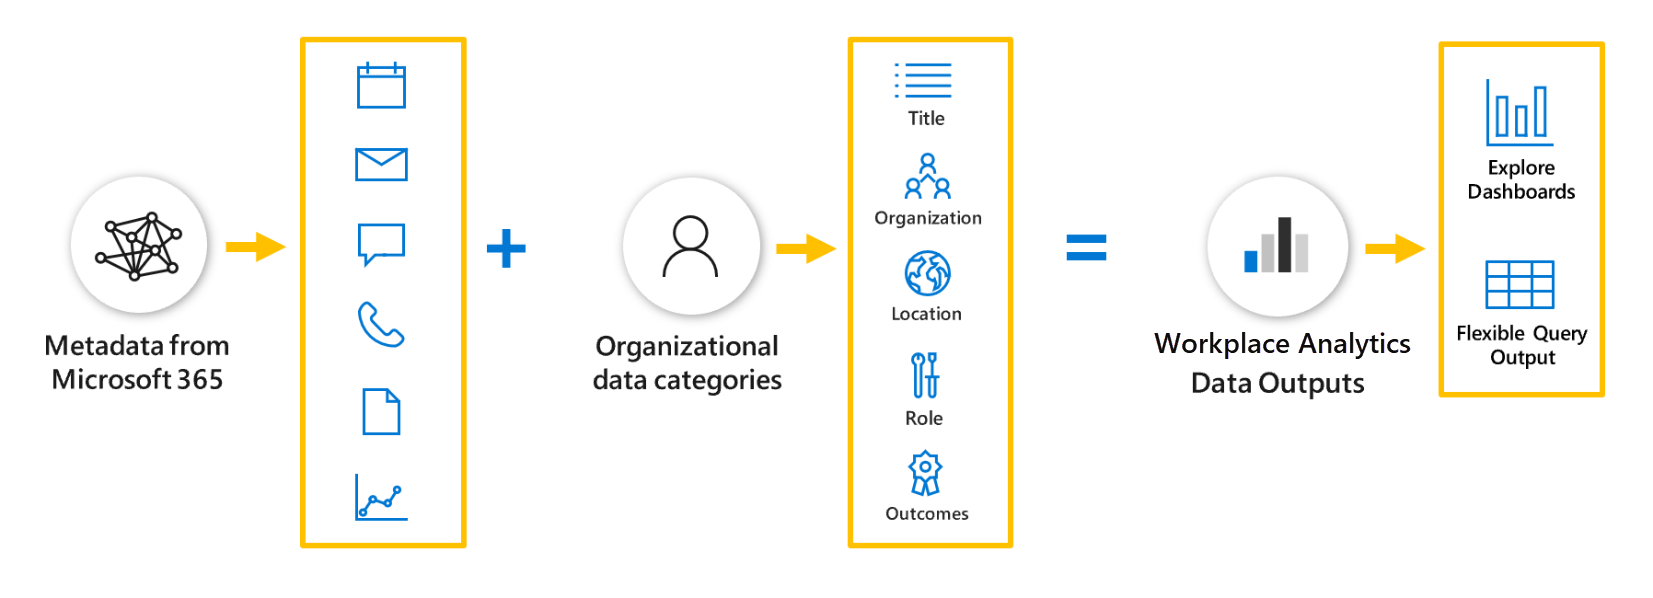 Metadata from
Microsoft 365
Organizational
data categories
Title
Organization
Location
Role
Outcomes
Workplace Analytics
Data Outputs
Explore
Dashboards
Flexible Query
Output